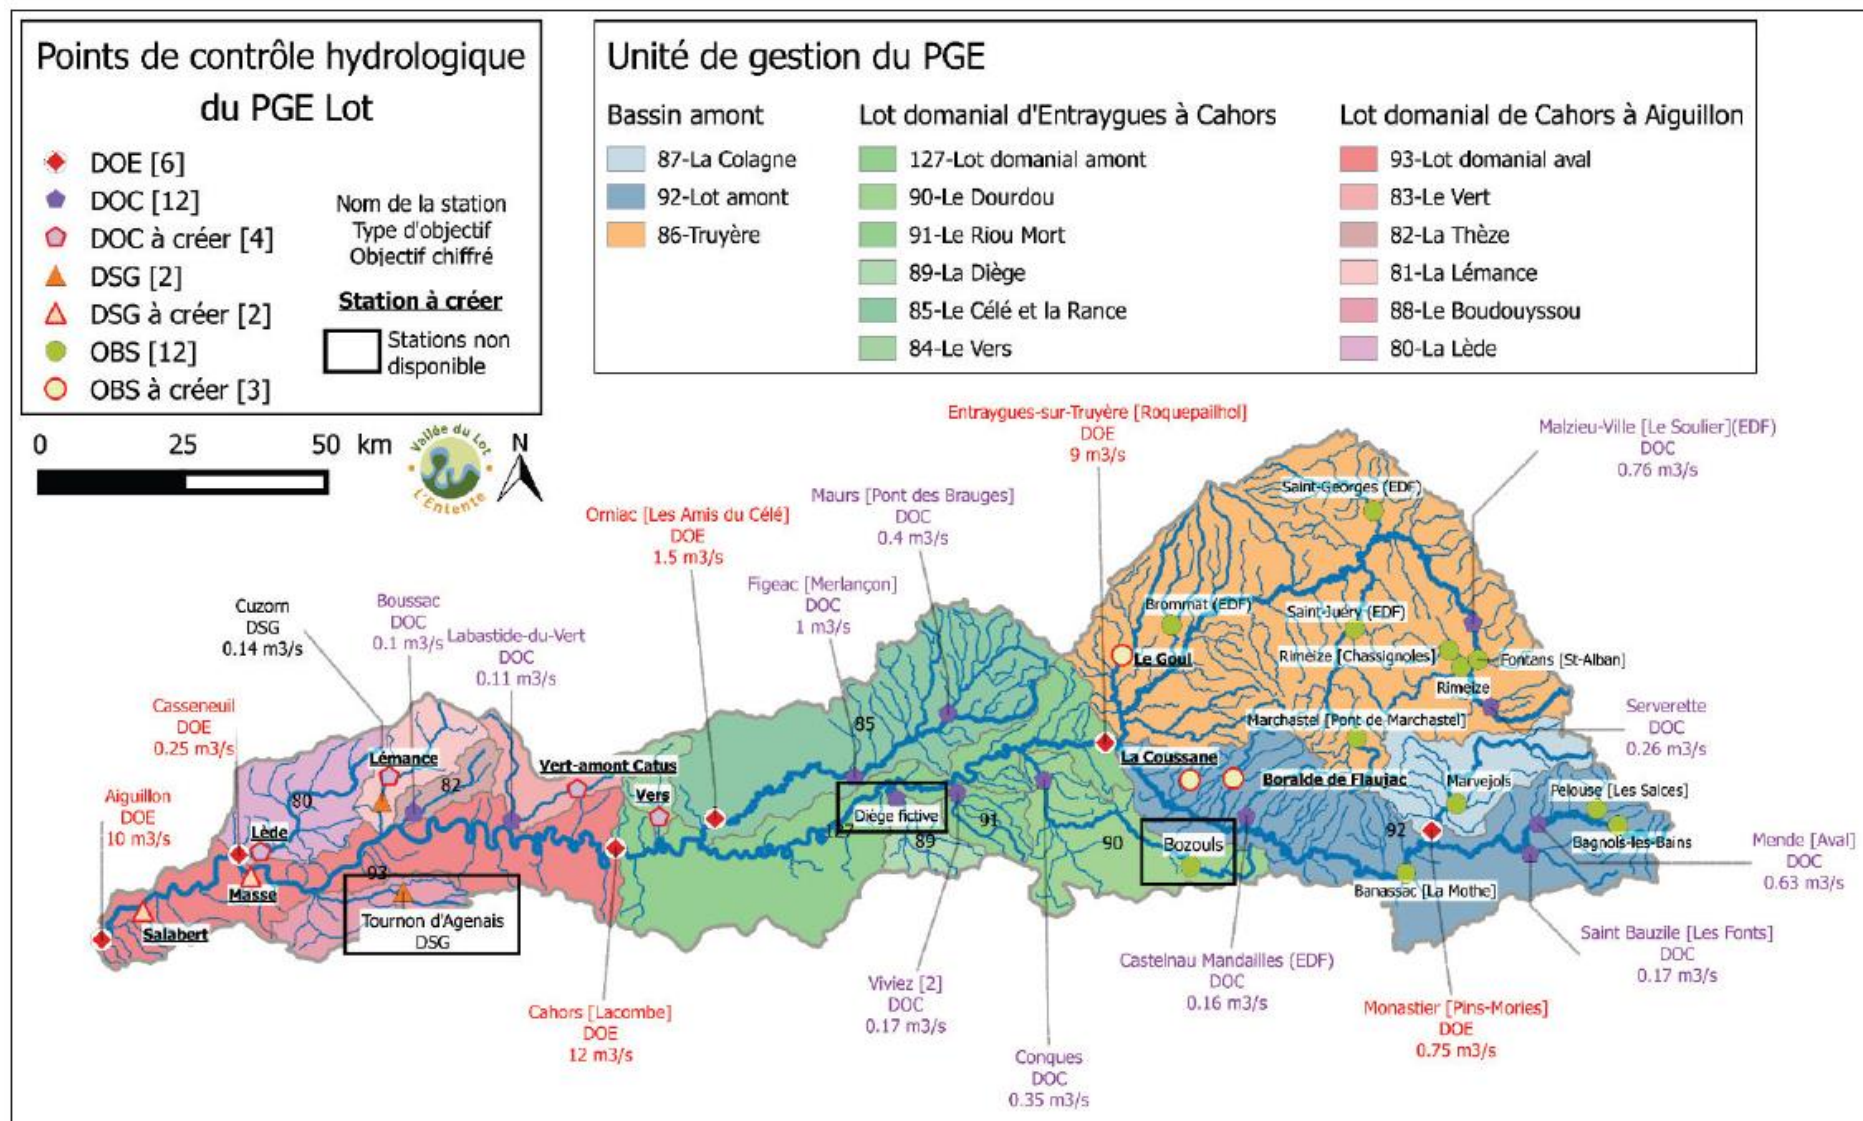 Points de contrôle hydrologique
du PGE Lot
DOE [6]
DOC [12]
DOC à créer [4]
DSG [2]
DSG à créer [2]
OBS [12]
OBS à créer [3]
Nom de la station
Type d'objectif
Objectif chiffré
Station à créer
Stations non
disponible
Unité de gestion du PGE
Bassin amont
87-La Colagne
92-Lot amont
86-Truyère
Lot domanial d'Entraygues à Cahors
127-Lot domanial amont
90-Le Dourdou
91-Le Riou Mort
89-La Diège
85-Le Célé et la Rance
84-Le Vers
Lot domanial de Cahors à Aiguillon
93-Lot domanial aval
83-Le Vert
82-La Thèze
81-La Lémance
88-Le Boudouyssou
80-La Lède
0 25 50 km
Vallée du Lot
L'Entente
N
Entraygues-sur-Truyère [Roquepailhol]
DOE
9 m3/s
Malzieu-Ville [Le Soulier](EDF)
DOC
0.76 m3/s
Maurs [Pont des Brauges]
DOC
0.4 m3/s
Orniac [Les Amis du Célé]
DOE
1.5 m3/s
Figeac [Merlançon]
DOC
1 m3/s
Cuzorn
DSG
0.14 m3/s
Boussac
DOC
0.1 m3/s
Labastide-du-Vert
DOC
0.11 m3/s
Casseneuil
DOE
0.25 m3/s
Aiguillon
DOE
10 m3/s
Saint-Georges (EDF)
Brommat (EDF)
Saint-Juéry (EDF)
Le Goul
Rimeize [Chassignoles]
Fontans [St-Alban]
Rimeize
Serverette
DOC
0.26 m3/s
Marchastel [Pont de Marchastel]
La Coussane
Boralde de Flaujac
Marvejols
Pelouse [Les Salces]
Bagnols-les-Bains
Mende [Aval]
DOC
0.63 m3/s
Lémance
Vert-amont Catus
Vers
Lède
Masse
Salabert
80
82
93
85
127
89
91
90
92
Diège fictive
Bozouls
Banassac [La Mothe]
Tournon d'Agenais
DSG
Saint Bauzile [Les Fonts]
DOC
0.17 m3/s
Castelnau Mandailles (EDF)
DOC
0.16 m3/s
Viviez [2]
DOC
0.17 m3/s
Cahors [Lacombe]
DOE
12 m3/s
Monastier [Pins-Mories]
DOE
0.75 m3/s
Conques
DOC
0.35 m3/s